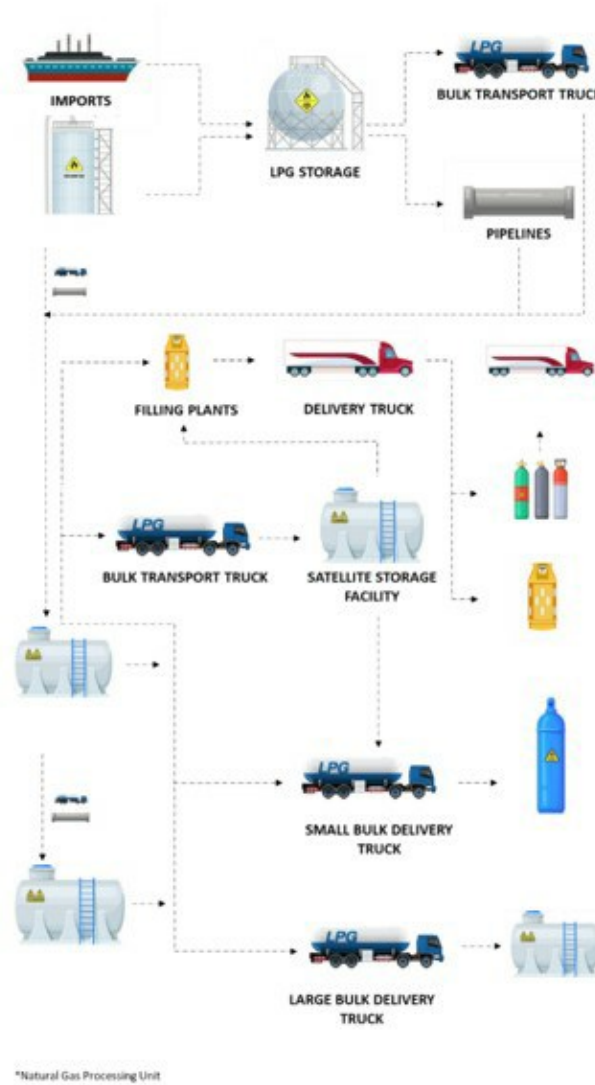 LPG
IMPORTS
BULK TRANSPORT TRUCK
LPG STORAGE
PIPELINES
FILLING PLANTS
DELIVERY TRUCK
LPG
BULK TRANSPORT TRUCK
SATELLITE STORAGE
FACILITY
LPG
SMALL BULK DELIVERY
TRUCK
LPG
LARGE BULK DELIVERY
TRUCK
*Natural Gas Processing Unit